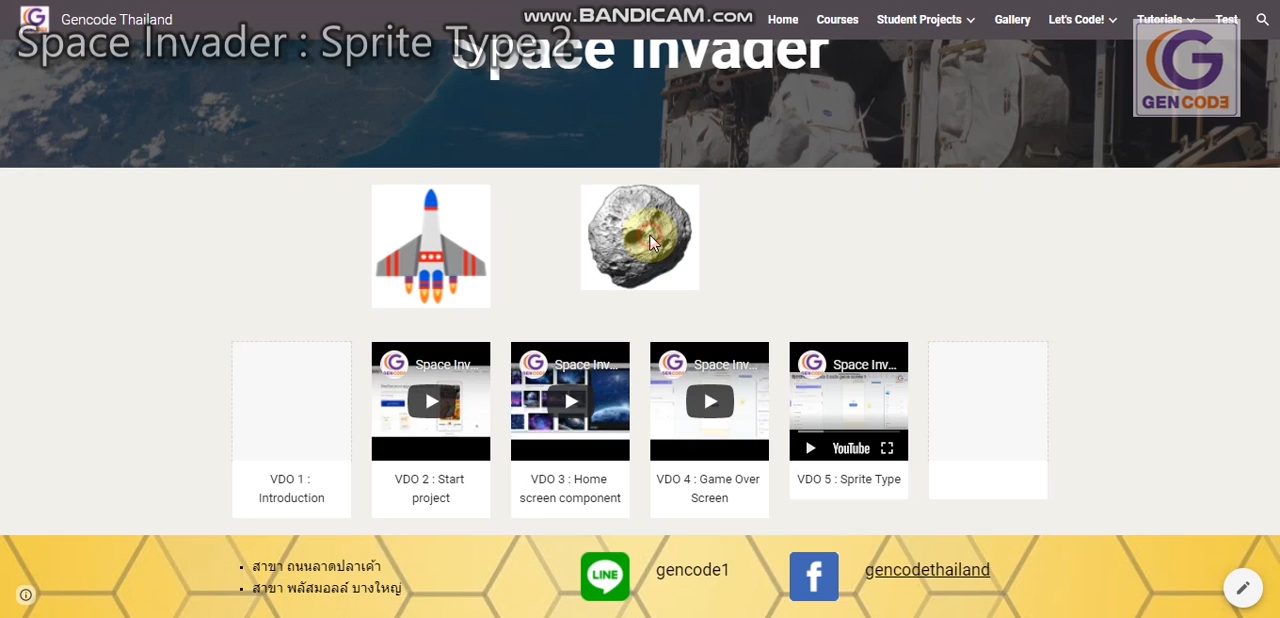 Gencode Thailand
www.BANDICAM.com
Home
Courses
Student Projects
Gallery
Let's Code!
Tutorials
Test
Space Invader : Sprite Type 2
Space Invader
GENCODE
Space Inv...
Space Inv...
Space Inv...
Space Inv...
YouTube
VDO 1 :
Introduction
VDO 2 : Start
project
VDO 3 : Home
screen component
VDO 4 : Game Over
Screen
VDO 5 : Sprite Type
สาขา ถนนลาดปลาเค้า
สาขา พลัสมอลล์ บางใหญ่
LINE
gencode1
gencodethailand